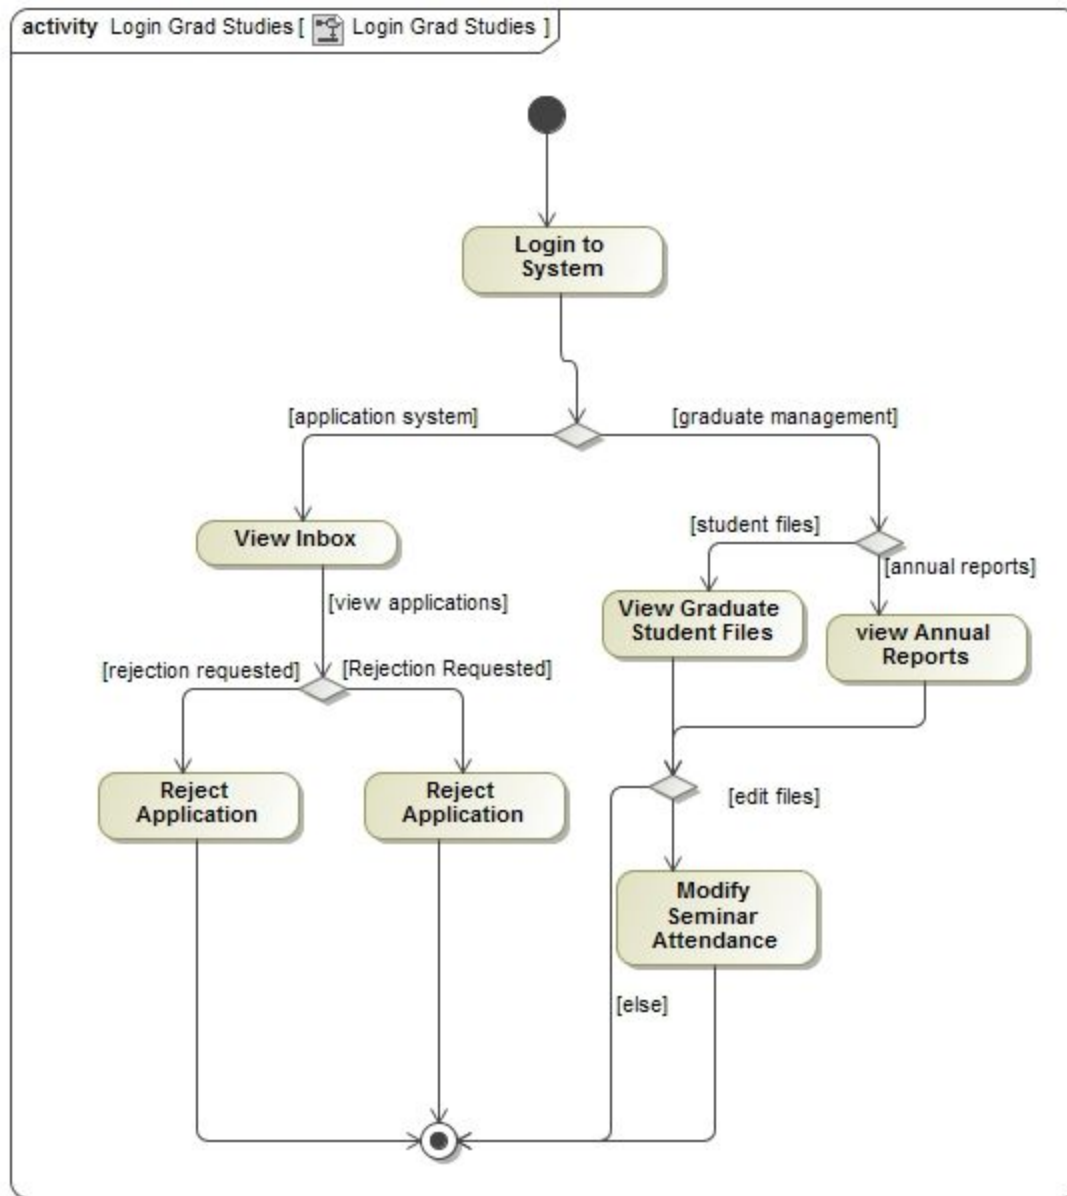 activity Login Grad Studies [ Login Grad Studies ]
Login to
System
[application system]
[graduate management]
View Inbox
[student files]
[annual reports]
[view applications]
View Graduate
Student Files
view Annual
Reports
[rejection requested]
[Rejection Requested]
Reject
Application
Reject
Application
[edit files]
Modify
Seminar
Attendance
[else]